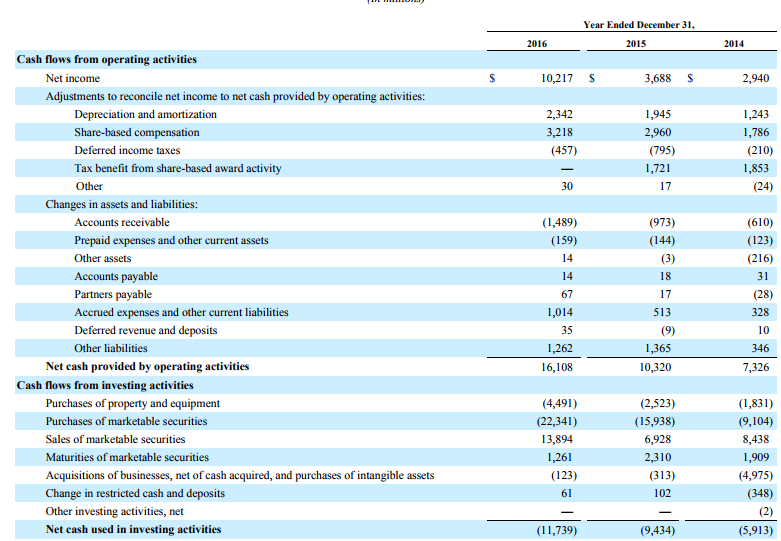 (In millions)
Year Ended December 31,
2016 2015 2014
Cash flows from operating activities
Net income $ 10,217 $ 3,688 $ 2,940
Adjustments to reconcile net income to net cash provided by operating activities:
Depreciation and amortization 2,342 1,945 1,243
Share-based compensation 3,218 2,960 1,786
Deferred income taxes (457) (795) (210)
Tax benefit from share-based award activity — 1,721 1,853
Other 30 17 (24)
Changes in assets and liabilities:
Accounts receivable (1,489) (973) (610)
Prepaid expenses and other current assets (159) (144) (123)
Other assets 14 (3) (216)
Accounts payable 14 18 31
Partners payable 67 17 (28)
Accrued expenses and other current liabilities 1,014 513 328
Deferred revenue and deposits 35 (9) 10
Other liabilities 1,262 1,365 346
Net cash provided by operating activities 16,108 10,320 7,326
Cash flows from investing activities
Purchases of property and equipment (4,491) (2,523) (1,831)
Purchases of marketable securities (22,341) (15,938) (9,104)
Sales of marketable securities 13,894 6,928 8,438
Maturities of marketable securities 1,261 2,310 1,909
Acquisitions of businesses, net of cash acquired, and purchases of intangible assets (123) (313) (4,975)
Change in restricted cash and deposits 61 102 (348)
Other investing activities, net — — (2)
Net cash used in investing activities (11,739) (9,434) (5,913)